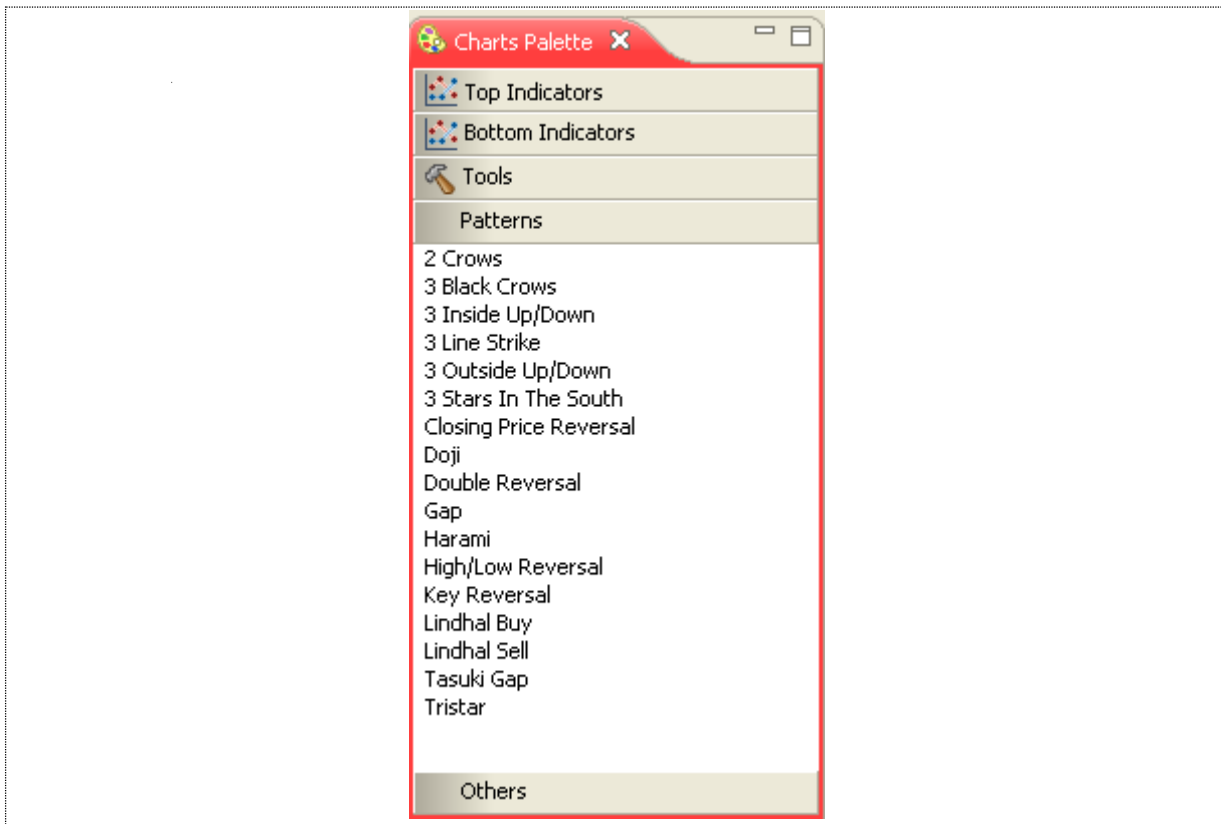 Charts Palette
Top Indicators
Bottom Indicators
Tools
Patterns
2 Crows
3 Black Crows
3 Inside Up/Down
3 Line Strike
3 Outside Up/Down
3 Stars In The South
Closing Price Reversal
Doji
Double Reversal
Gap
Harami
High/Low Reversal
Key Reversal
Lindhal Buy
Lindhal Sell
Tasuki Gap
Tristar
Others